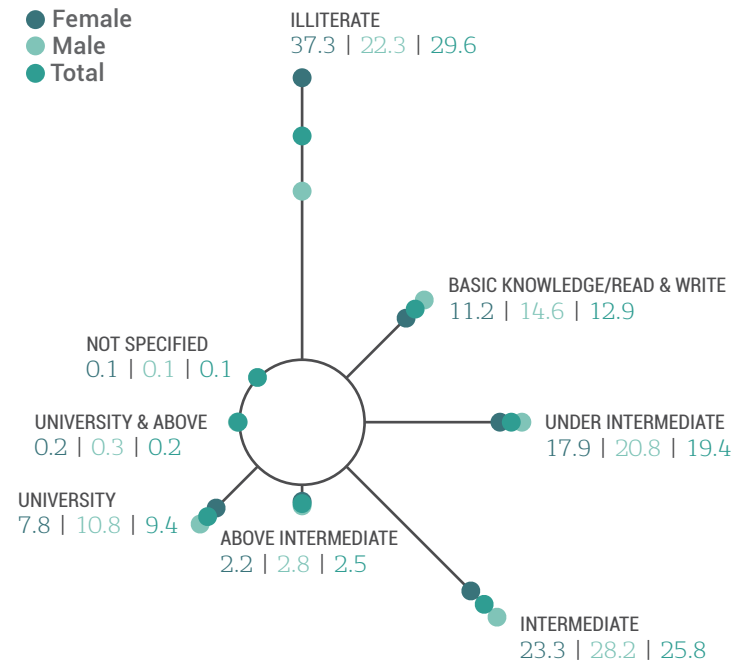 Female
Male
Total
ILLITERATE
37.3 | 22.3 | 29.6
BASIC KNOWLEDGE/READ & WRITE
11.2 | 14.6 | 12.9
NOT SPECIFIED
0.1 | 0.1 | 0.1
UNIVERSITY & ABOVE
0.2 | 0.3 | 0.2
UNDER INTERMEDIATE
17.9 | 20.8 | 19.4
UNIVERSITY
7.8 | 10.8 | 9.4
ABOVE INTERMEDIATE
2.2 | 2.8 | 2.5
INTERMEDIATE
23.3 | 28.2 | 25.8